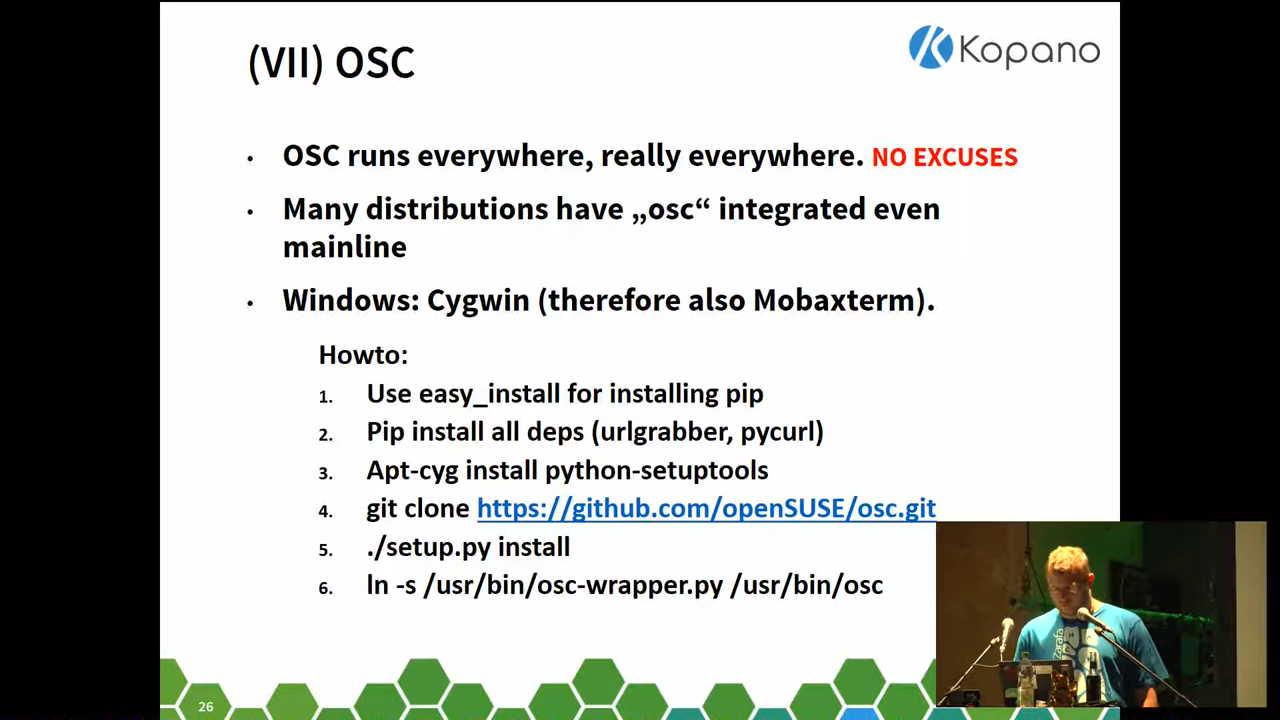 (VII) OSC
Kopano
• OSC runs everywhere, really everywhere. NO EXCUSES
• Many distributions have „osc“ integrated even
mainline
• Windows: Cygwin (therefore also Mobaxterm).
Howto:
1. Use easy_install for installing pip
2. Pip install all deps (urlgrabber, pycurl)
3. Apt-cyg install python-setuptools
4. git clone https://github.com/openSUSE/osc.git
5. ./setup.py install
6. ln -s /usr/bin/osc-wrapper.py /usr/bin/osc
Zarafa
26